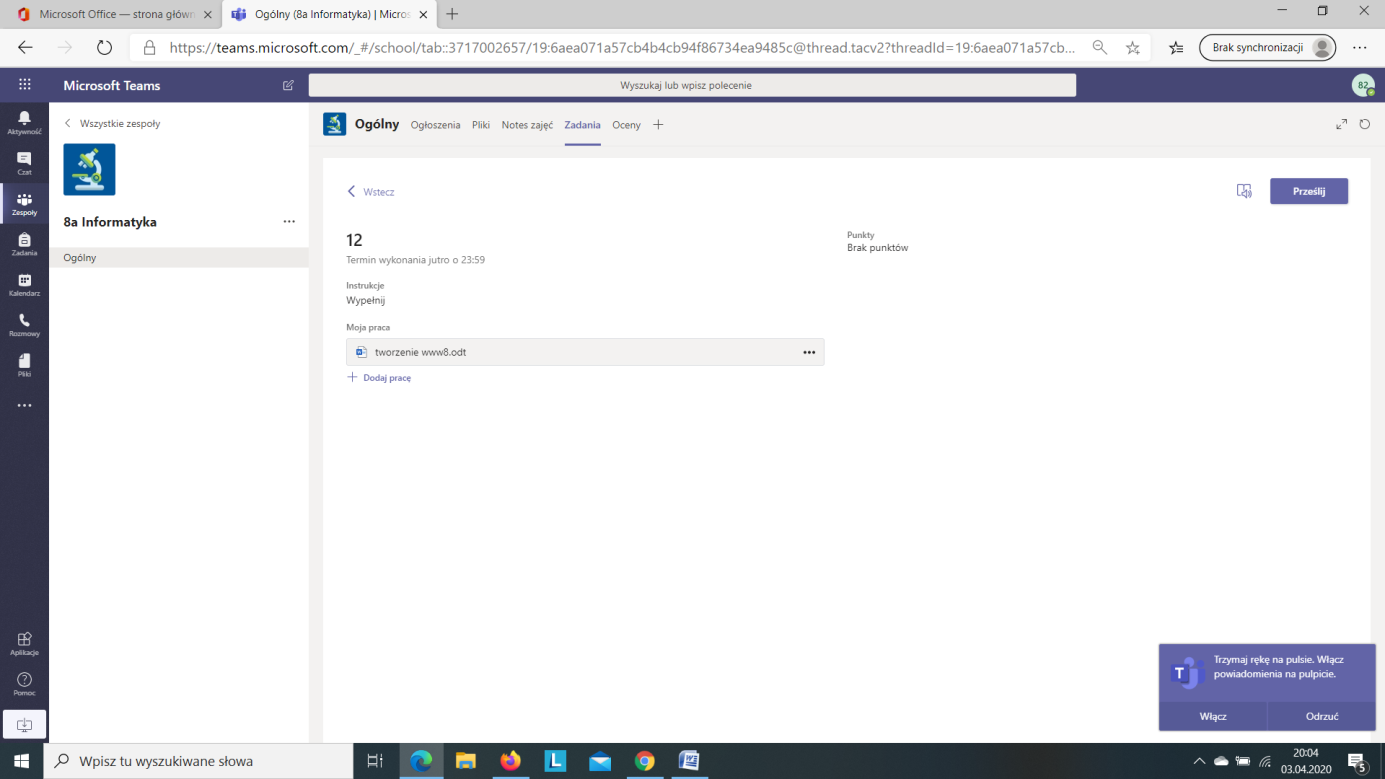 Microsoft Office — strona główn
Ogólny (8a Informatyka) | Micros
https://teams.microsoft.com/_#/school/tab::3717002657/19:6aea071a57cb4b4cb94f86734ea9485c@thread.tacv2?threadId=19:6aea071a57cb...
Brak synchronizacji
Microsoft Teams
Wyszukaj lub wpisz polecenie
82
Aktywność
Czat
Zespoły
Zadania
Kalendarz
Rozmowy
Pliki
Aplikacje
Pomoc
Wszystkie zespoły
8a Informatyka
Ogólny
Ogólny
Ogłoszenia
Pliki
Notes zajęć
Zadania
Oceny
Wstecz
Prześlij
12
Termin wykonania jutro o 23:59
Punkty
Brak punktów
Instrukcje
Wypełnij
Moja praca
tworzenie www8.odt
Dodaj pracę
Trzymaj rękę na pulsie. Włącz
powiadomienia na pulpicie.
Włącz
Odrzuć
Wpisz tu wyszukiwane słowa
L
20:04
03.04.2020
5